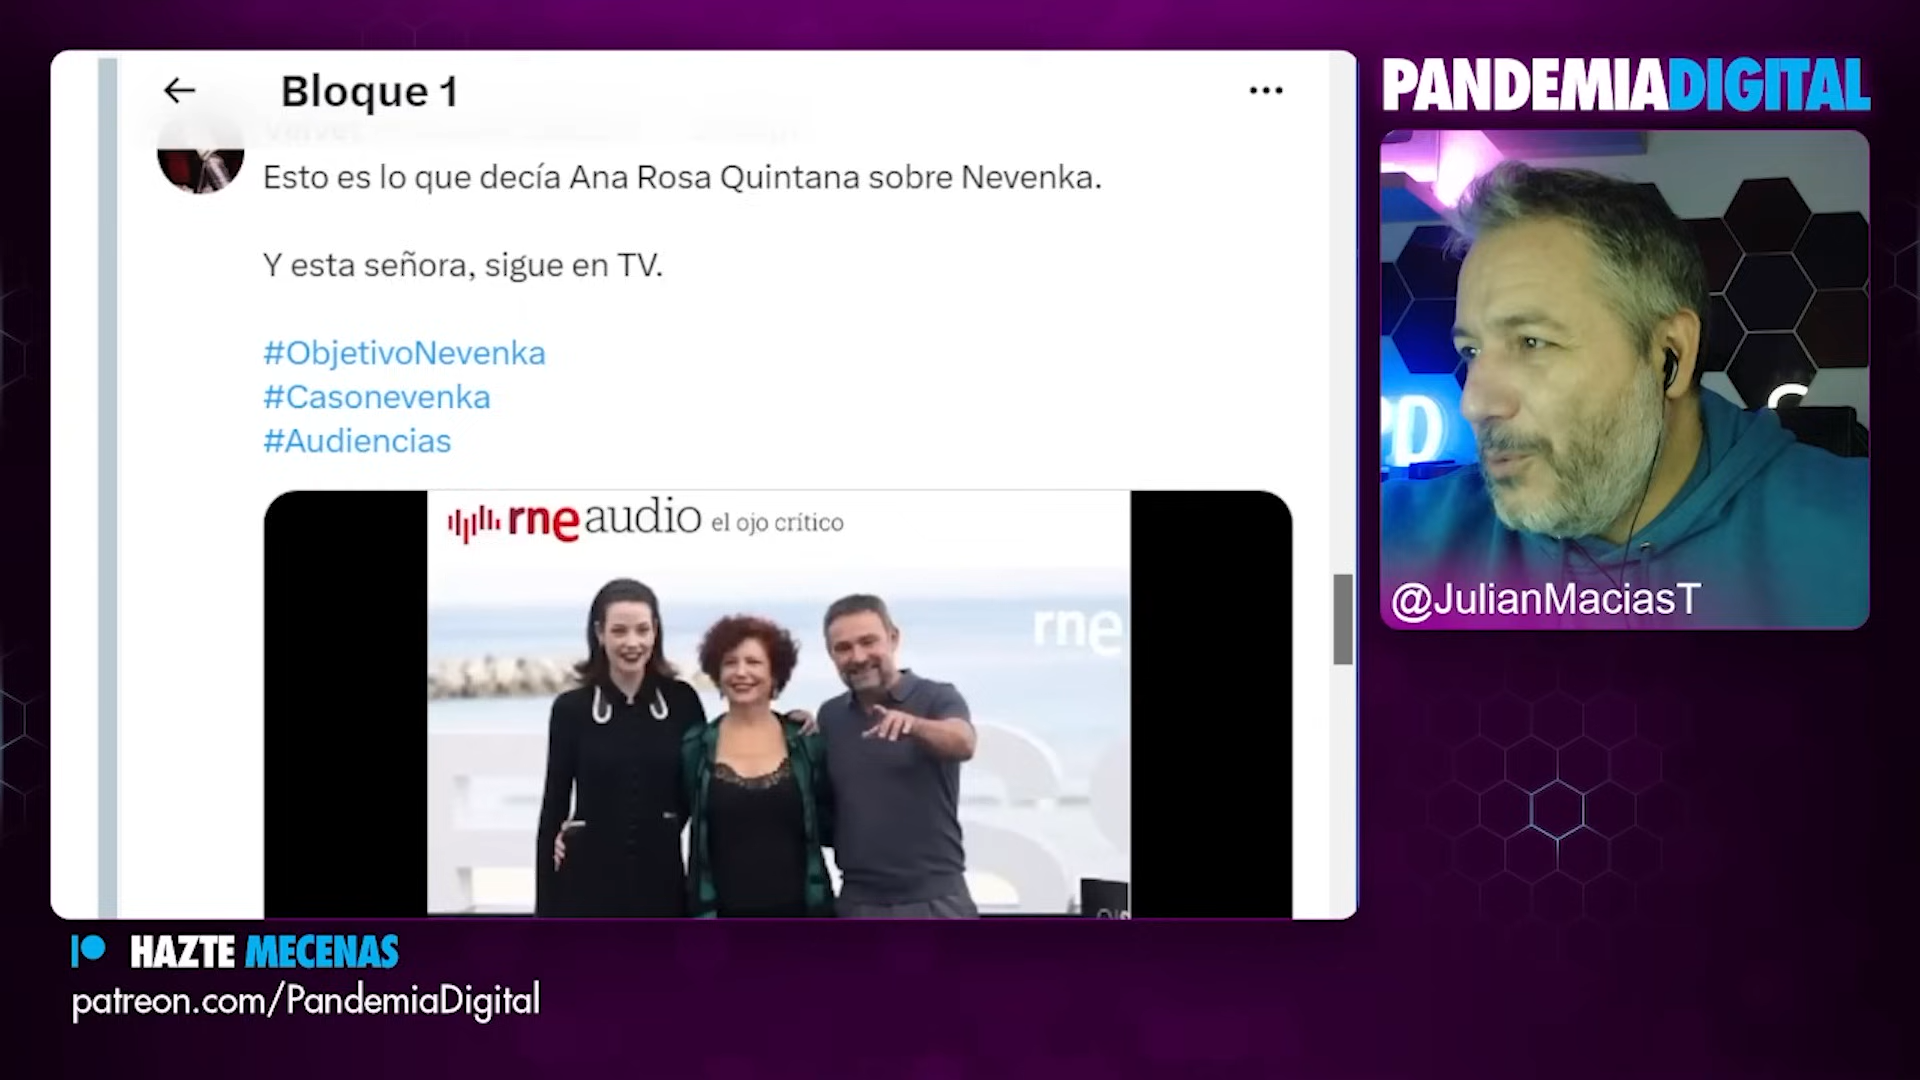 Bloque 1
Esto es lo que decía Ana Rosa Quintana sobre Nevenka.
Y esta señora, sigue en TV.
#ObjetivoNevenka
#Casonevenka
#Audiencias
rne audio el ojo crítico
rne
PANDEMIADIGITAL
PD
@JulianMaciasT
HAZTE MECENAS
patreon.com/PandemiaDigital